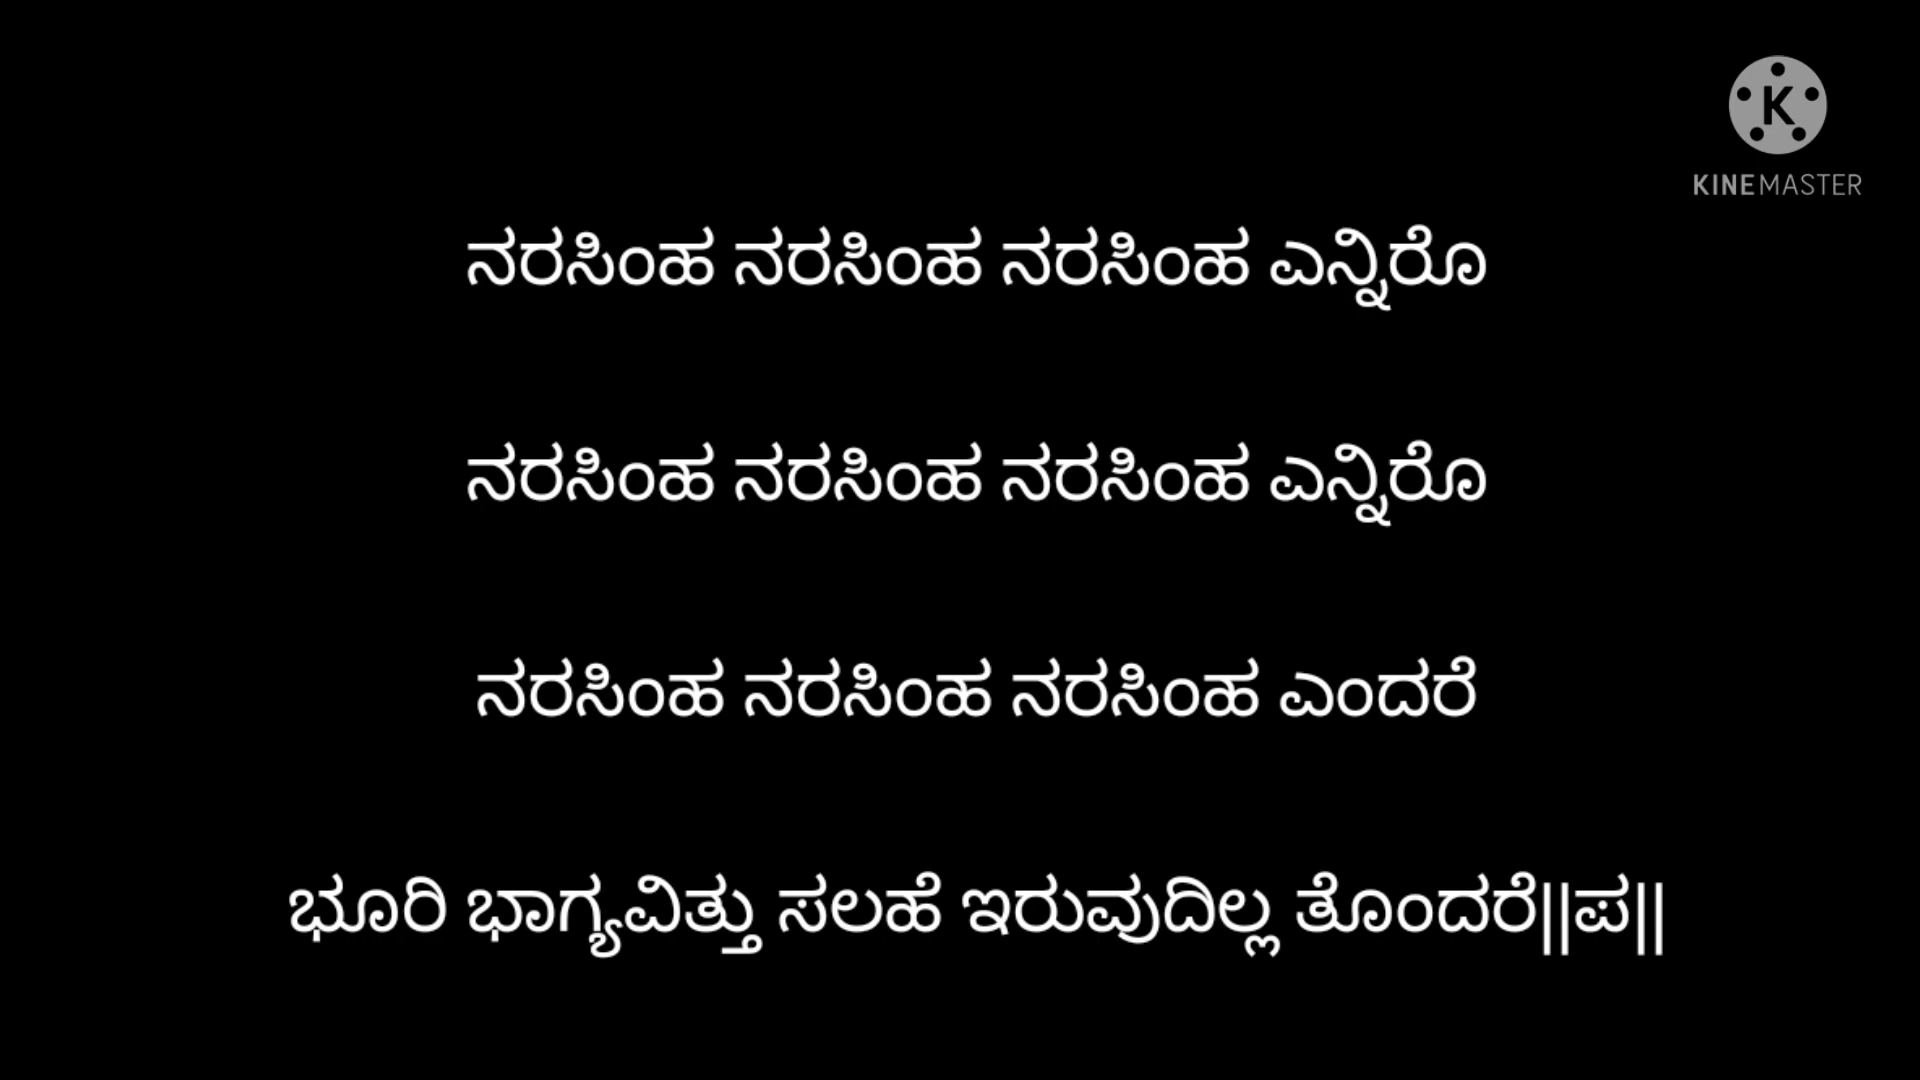 K
KINEMASTER
ನರಸಿಂಹ ನರಸಿಂಹ ನರಸಿಂಹ ಎನ್ನಿರೊ
ನರಸಿಂಹ ನರಸಿಂಹ ನರಸಿಂಹ ಎನ್ನಿರೊ
ನರಸಿಂಹ ನರಸಿಂಹ ನರಸಿಂಹ ಎಂದರೆ
ಭೂರಿ ಭಾಗ್ಯವಿತ್ತು ಸಲಹೆ ಇರುವುದಿಲ್ಲ ತೊಂದರೆ||ಪ||